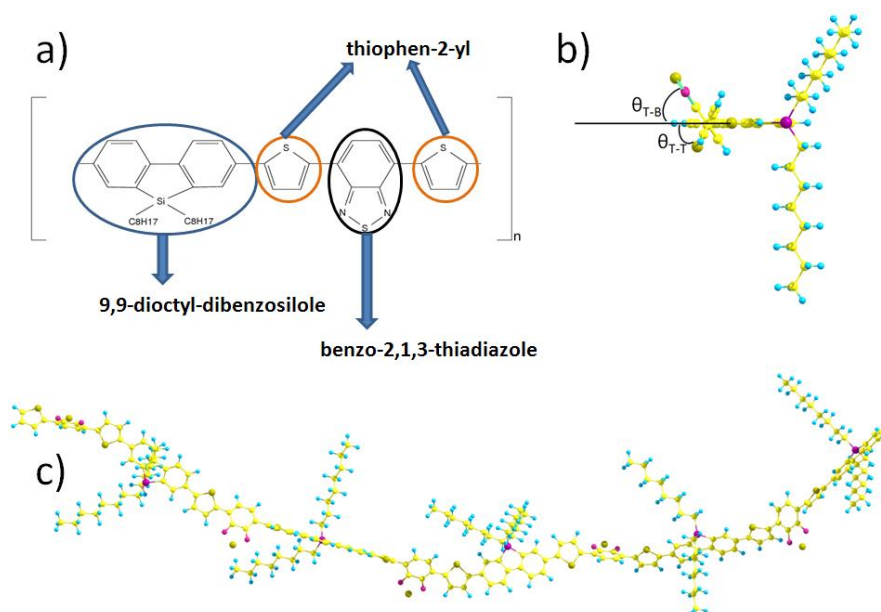 a)
thiophen-2-yl
S
S
Si
C8H17
C8H17
N
N
S
n
9,9-dioctyl-dibenzosilole
benzo-2,1,3-thiadiazole
b)
θT-B
θT-T
c)